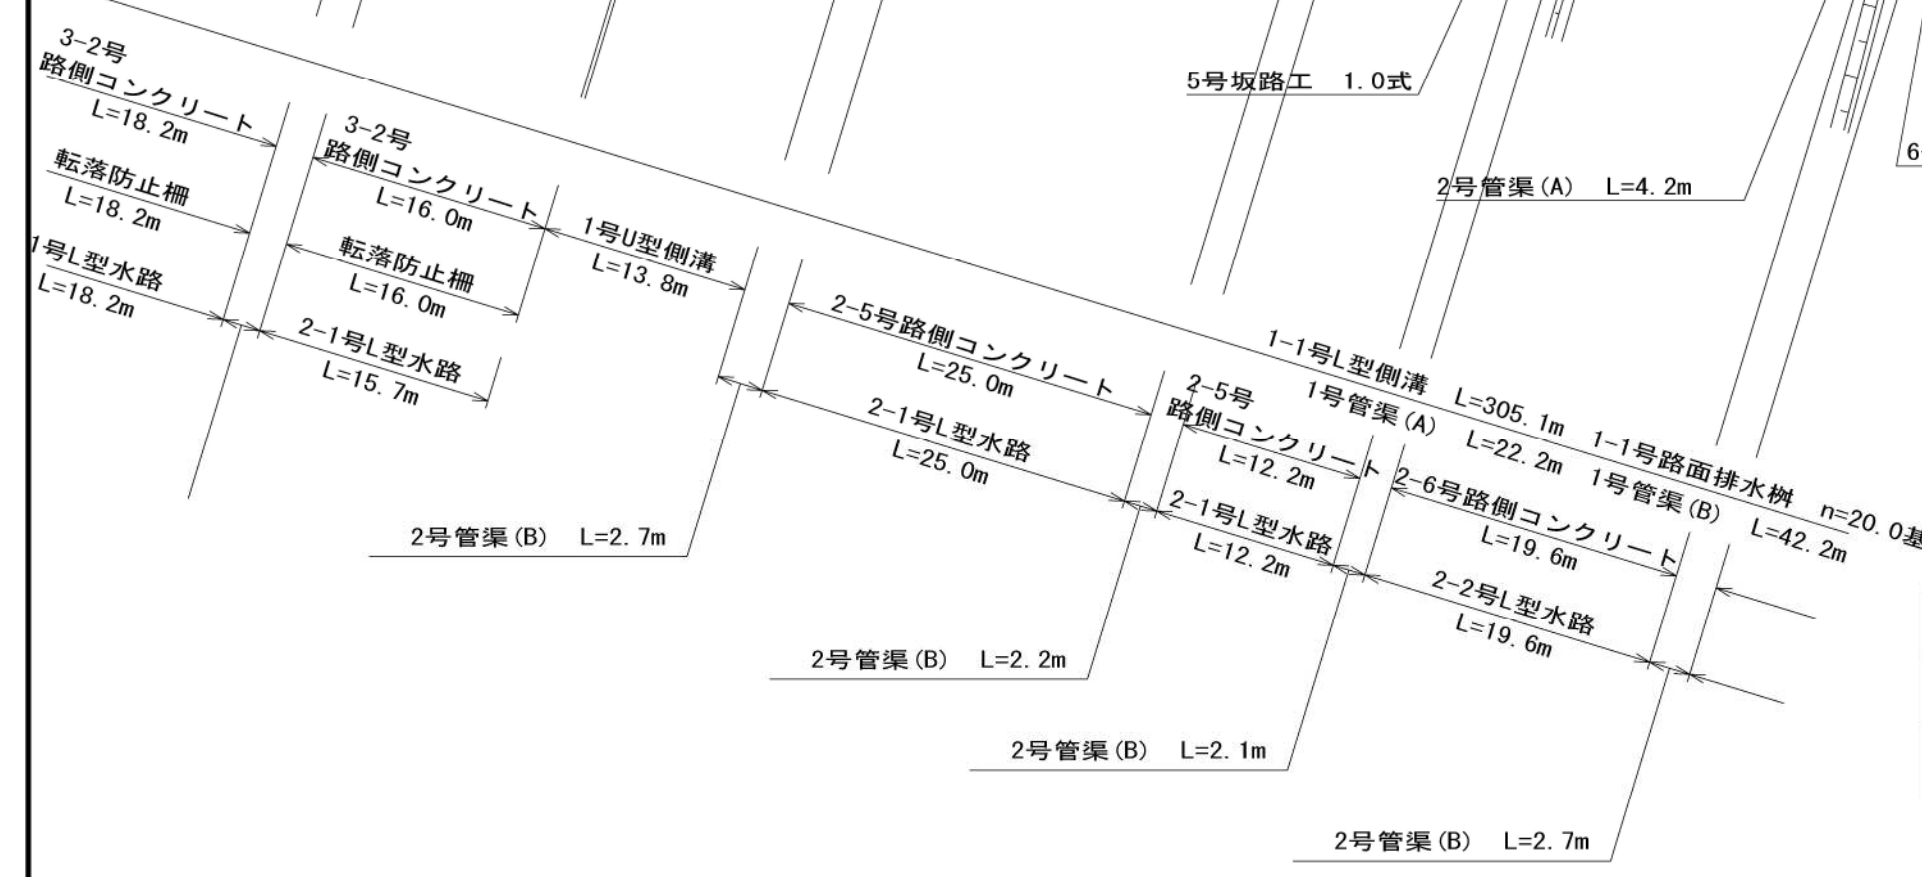 3-2号
路側コンクリート
L=18.2m
転落防止柵
L=18.2m
1号L型水路
L=18.2m
3-2号
路側コンクリート
L=16.0m
転落防止柵
L=16.0m
2-1号L型水路
L=15.7m
1号U型側溝
L=13.8m
2号管渠(B) L=2.7m
2-5号路側コンクリート
L=25.0m
2-1号L型水路
L=25.0m
2号管渠(B) L=2.2m
5号坂路工 1.0式
2号管渠(A) L=4.2m
1-1号L型側溝 L=305.1m 1-1号路面排水桝 n=20.0基
1号管渠(A) L=22.2m 1号管渠(B) L=42.2m
2-5号
路側コンクリート
L=12.2m
2-1号L型水路
L=12.2m
2号管渠(B) L=2.1m
2-6号路側コンクリート
L=19.6m
2-2号L型水路
L=19.6m
2号管渠(B) L=2.7m